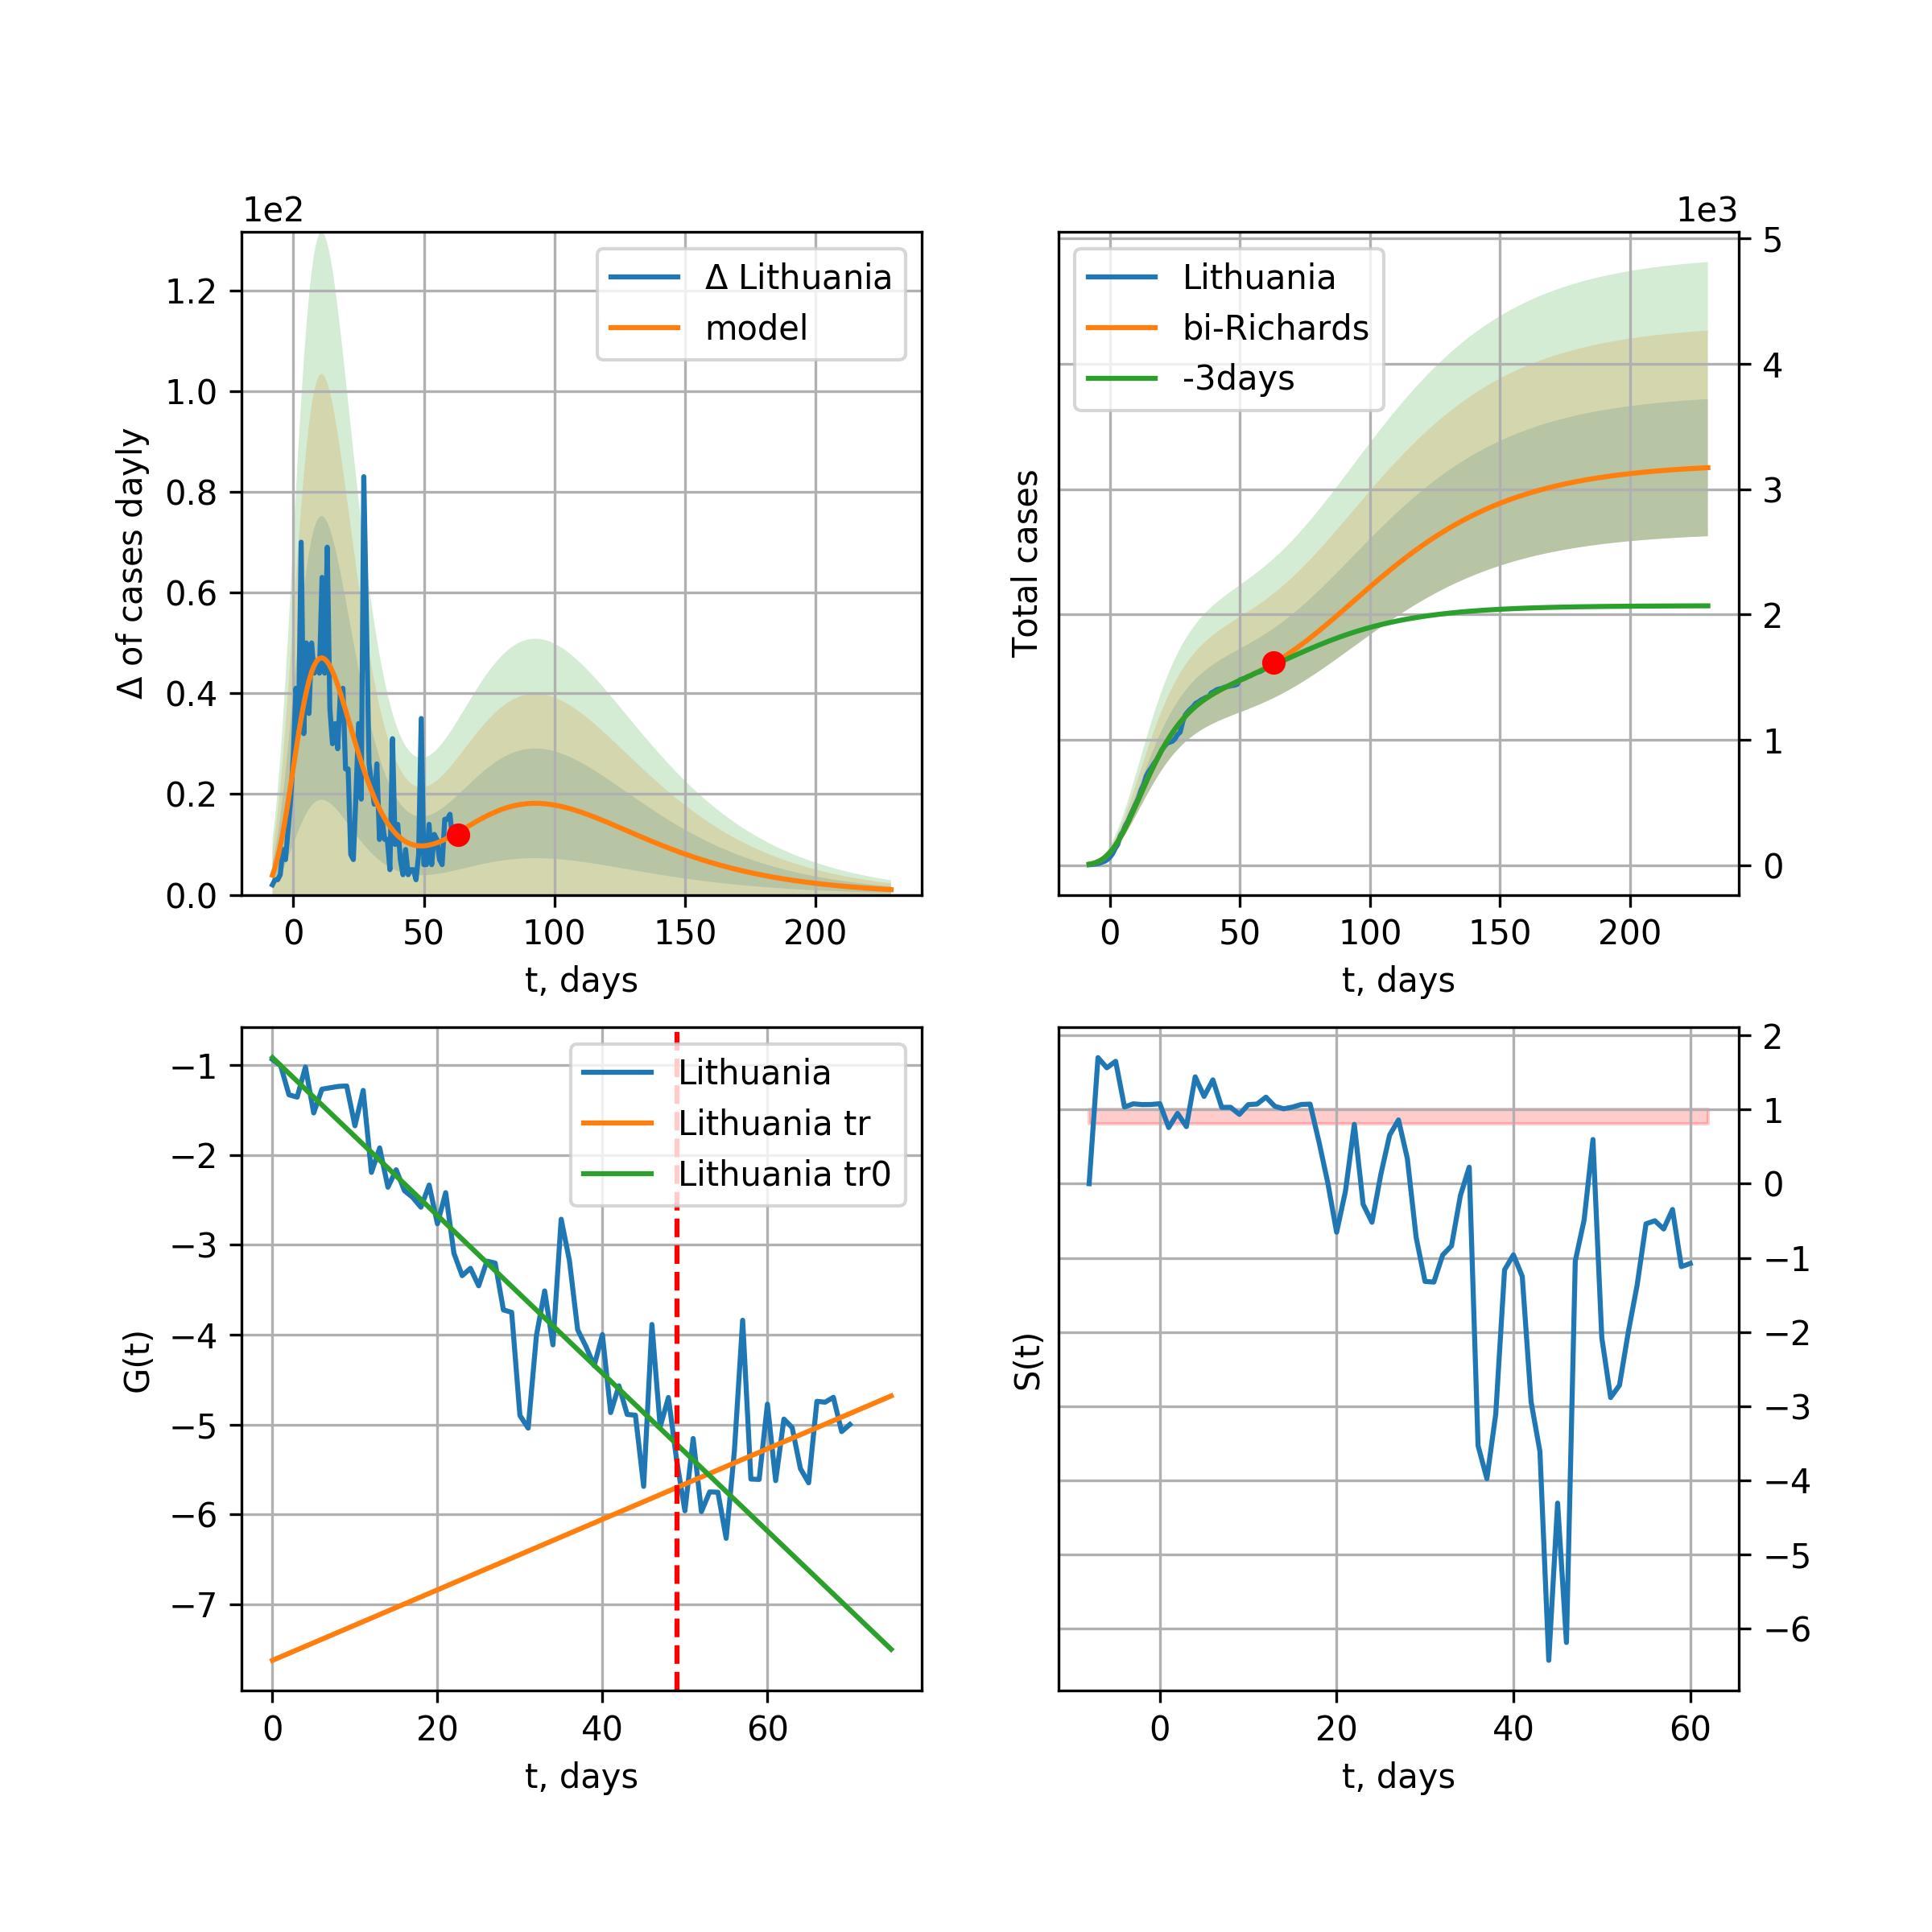 1e2
Δ of cases dayly
1.2
1.0
0.8
0.6
0.4
0.2
0.0
0 50 100 150 200
t, days
Δ Lithuania
model
1e3
Total cases
5
4
3
2
1
0
0 50 100 150 200
t, days
Lithuania
bi-Richards
-3days
G(t)
−1
−2
−3
−4
−5
−6
−7
0 20 40 60
t, days
Lithuania
Lithuania tr
Lithuania tr0
S(t)
2
1
0
−1
−2
−3
−4
−5
−6
0 20 40 60
t, days